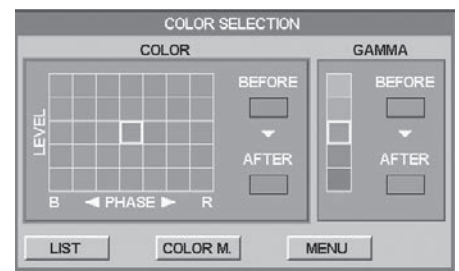 COLOR SELECTION
COLOR
GAMMA
LEVEL
BEFORE
AFTER
B ◄ PHASE ► R
BEFORE
AFTER
LIST
COLOR M.
MENU